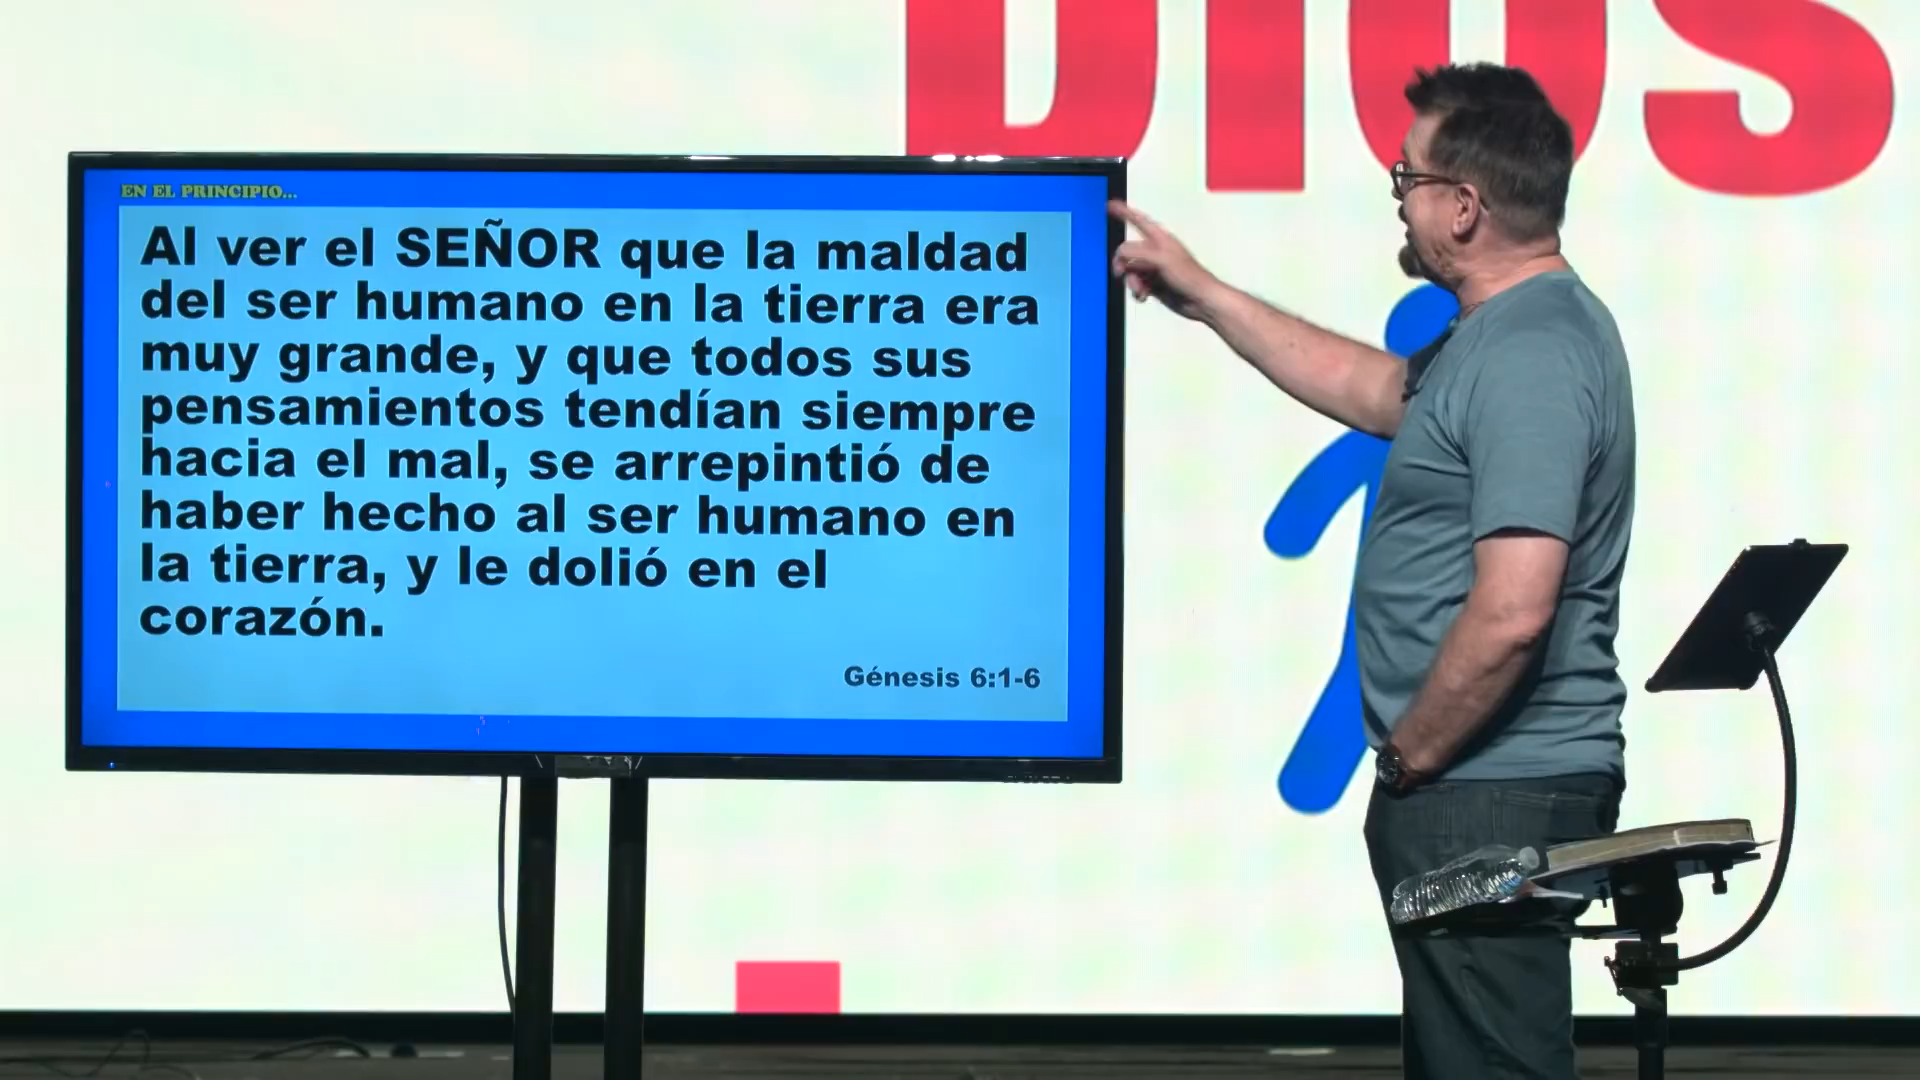 DIOS
EN EL PRINCIPIO...
Al ver el SEÑOR que la maldad
del ser humano en la tierra era
muy grande, y que todos sus
pensamientos tendían siempre
hacia el mal, se arrepintió de
haber hecho al ser humano en
la tierra, y le dolió en el
corazón.
Génesis 6:1-6